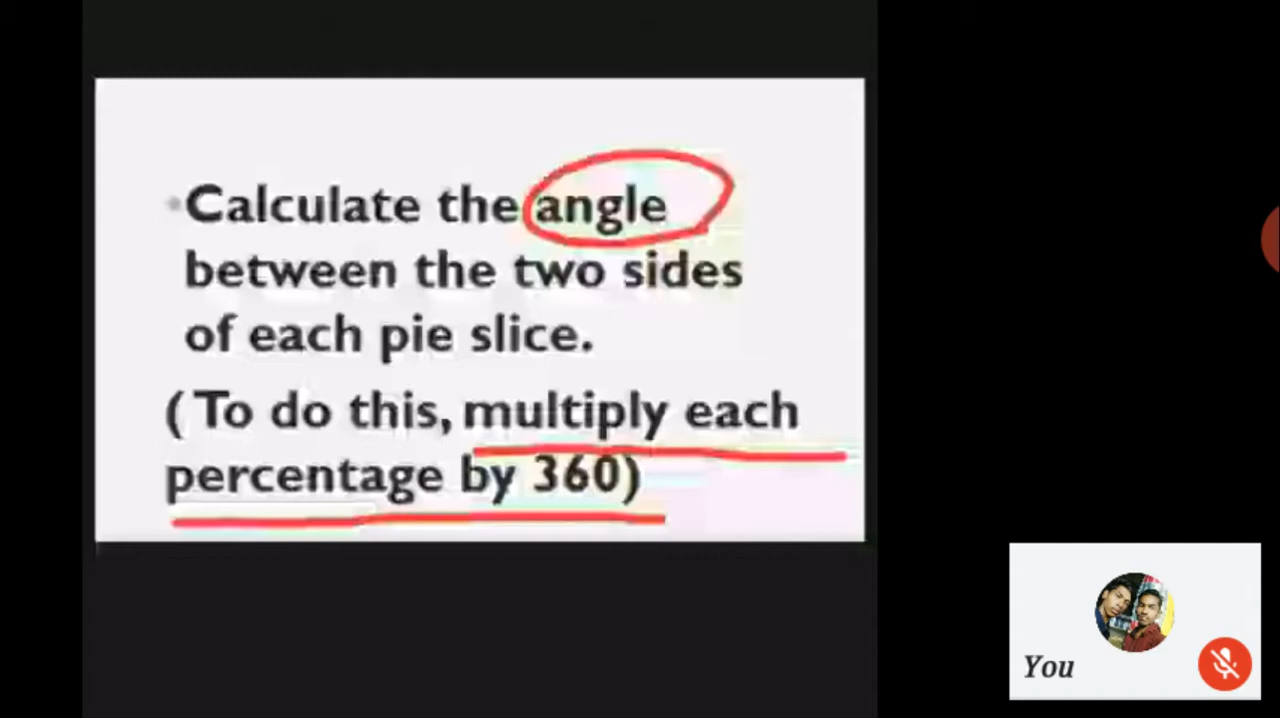 •Calculate the angle
between the two sides
of each pie slice.
( To do this, multiply each
percentage by 360)
You